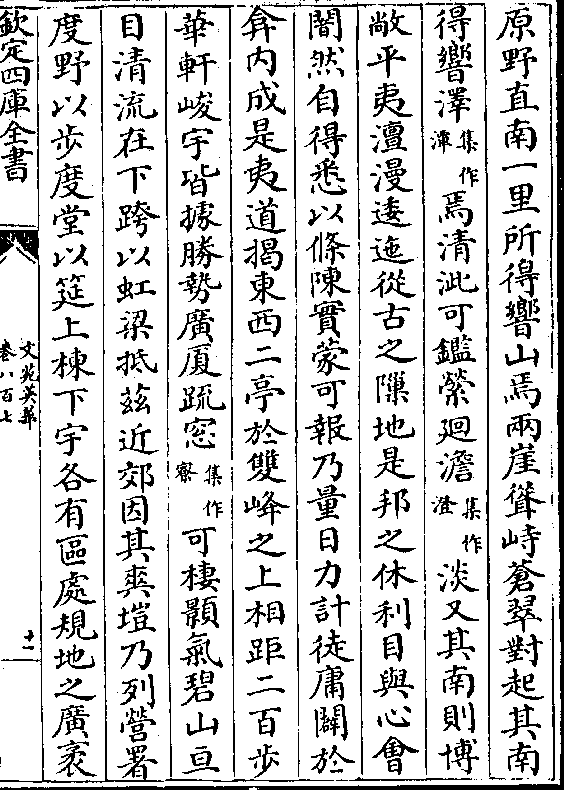 原野直南一里所得響山焉兩崖聳峙蒼翠對起其南
得響澤集作潭焉清泚可鑑縈廻澹集作澄淡又其南則博
敞平夷澶漫逶迤從古之隟地是邦之休利目與心㑹
闇然自得悉以條陳實蒙可報乃量日力計徒庸闢於
弇内成是夷道揭東西二亭於雙峰之上相距二百步
華軒峻宇皆據勝勢廣厦疏窓集作寮可棲顥氣碧山亘
目清流在下跨以虹梁抵兹近郊因其爽塏乃列營署
度野以步度堂以筵上棟下宇各有區處規地之廣袤
欽定四庫全書
文苑英華
卷八百七
十一